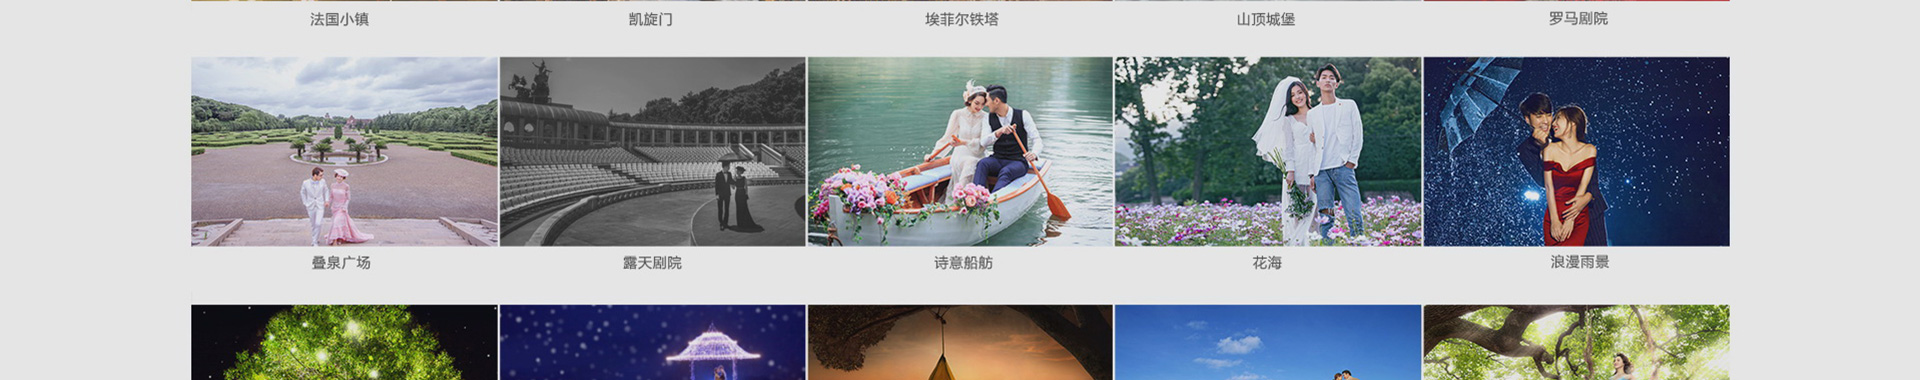 法国小镇
凯旋门
埃菲尔铁塔
山顶城堡
罗马剧院
叠泉广场
露天剧院
诗意船舫
花海
浪漫雨景